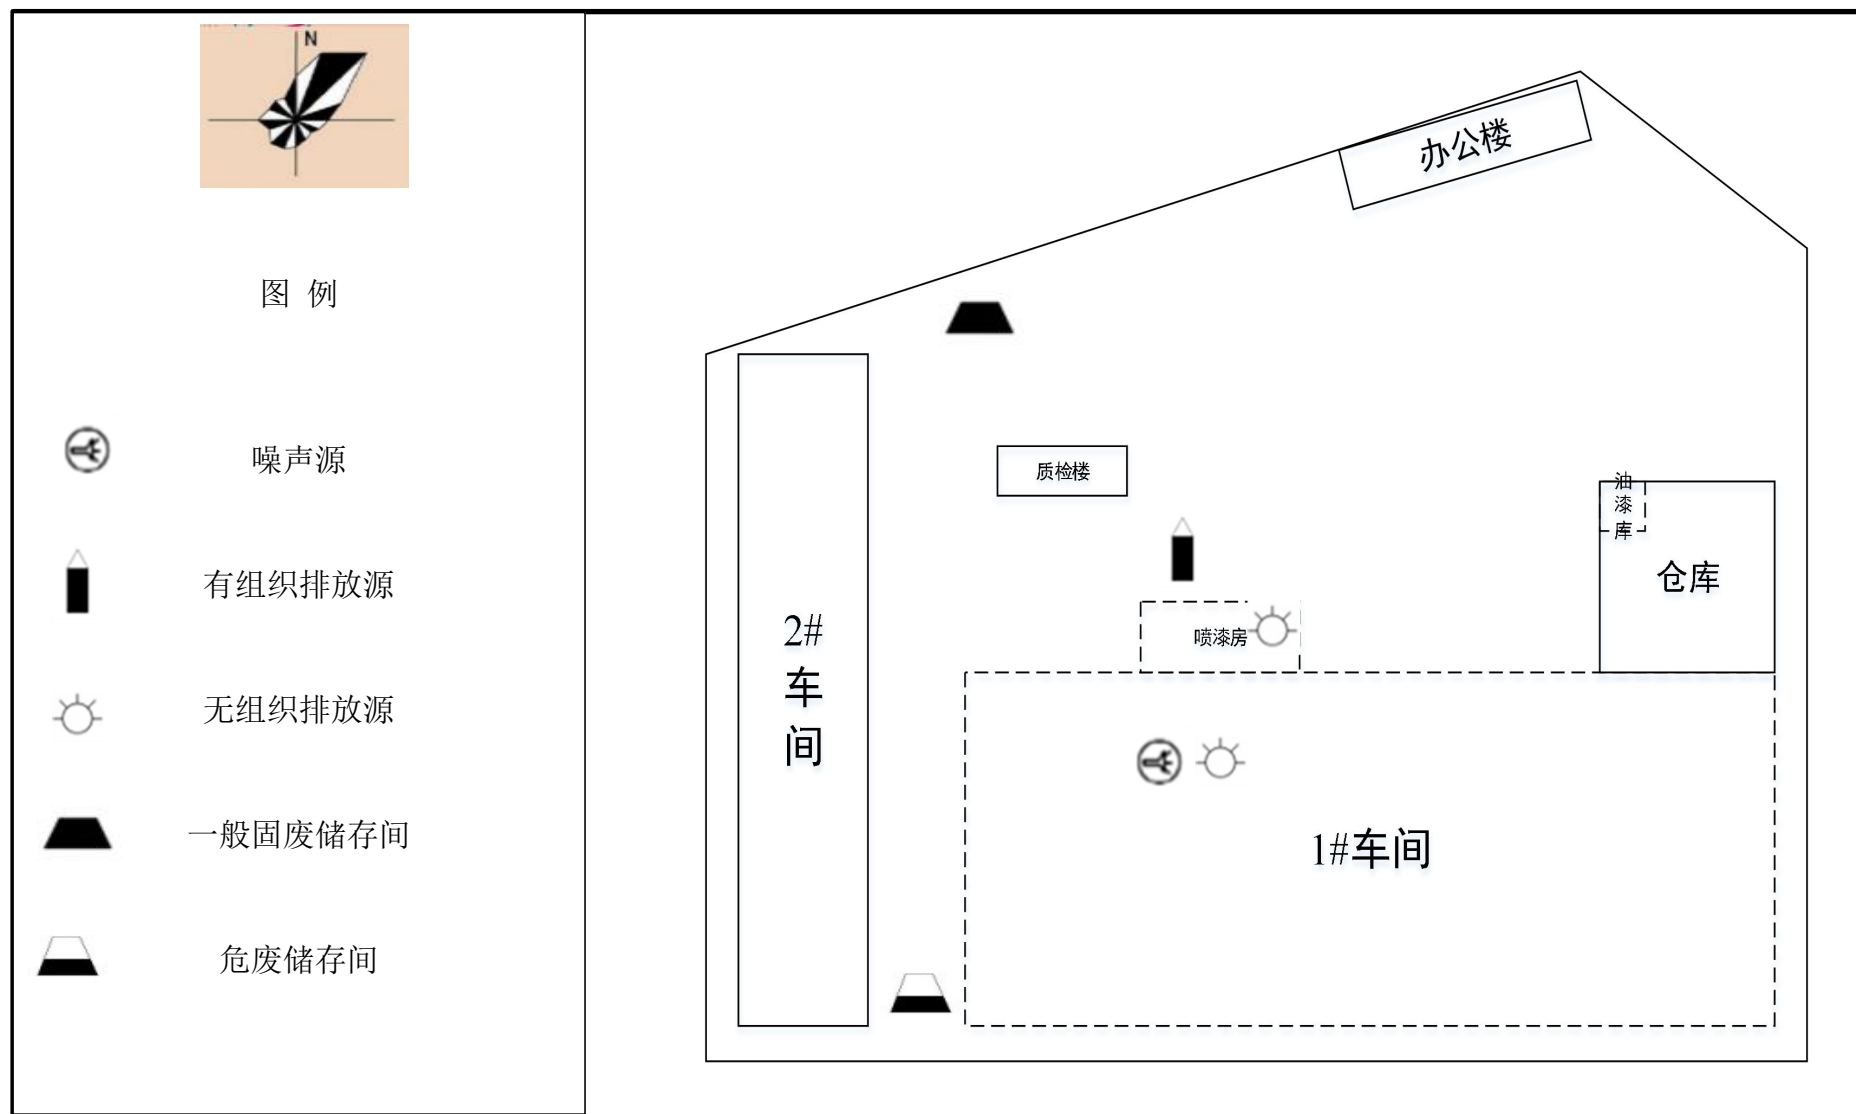 N
图 例
噪声源
有组织排放源
无组织排放源
一般固废储存间
危废储存间
办公楼
质检楼
油
漆
库
仓库
喷漆房
2#
车
间
1#车间